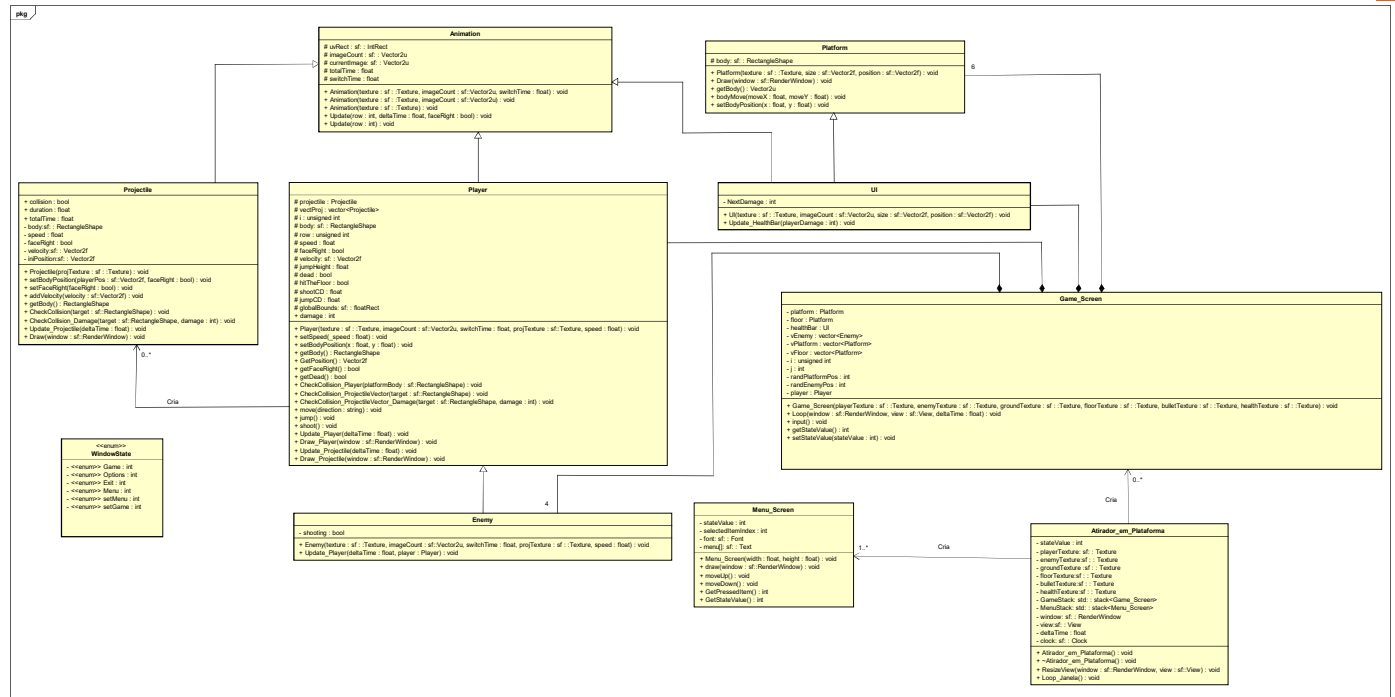 pkg
Animation
# uvRect : sf: : IntRect
# imageCount : sf: : Vector2u
# currentImage: sf: : Vector2u
# totalTime : float
# switchTime : float
+ Animation(texture : sf : :Texture, imageCount : sf::Vector2u, switchTime : float) : void
+ Animation(texture : sf : :Texture, imageCount : sf::Vector2u) : void
+ Animation(texture : sf : :Texture) : void
+ Update(row : int, deltaTime : float, faceRight : bool) : void
+ Update(row : int) : void
Platform
# body: sf: : RectangleShape
+ Platform(texture : sf : :Texture, size : sf::Vector2f, position : sf::Vector2f) : void
+ Draw(window : sf::RenderWindow) : void
+ getBody() : Vector2u
+ bodyMove(moveX : float, moveY : float) : void
+ setBodyPosition(x : float, y : float) : void
6
Projectile
+ collision : bool
+ duration : float
+ totalTime : float
- body:sf: : RectangleShape
- speed : float
- faceRight : bool
- velocity:sf: : Vector2f
- iniPosition:sf: : Vector2f
+ Projectile(projTexture : sf : :Texture) : void
+ setBodyPosition(playerPos : sf::Vector2f, faceRight : bool) : void
+ setFaceRight(faceRight : bool) : void
+ addVelocity(velocity : sf::Vector2f) : void
+ getBody() : RectangleShape
+ CheckCollision(target : sf::RectangleShape) : void
+ CheckCollision_Damage(target : sf::RectangleShape, damage : int) : void
+ Update_Projectile(deltaTime : float) : void
+ Draw(window : sf::RenderWindow) : void
0..*
Cria
Player
# projectile : Projectile
# vectProj : vector<Projectile>
# i : unsigned int
# body: sf: : RectangleShape
# row : unsigned int
# speed : float
# faceRight : bool
# velocity: sf: : Vector2f
# jumpHeight : float
# dead : bool
# hitTheFloor : bool
# shootCD : float
# jumpCD : float
# globalBounds: sf: : floatRect
+ damage : int
+ Player(texture : sf : :Texture, imageCount : sf::Vector2u, switchTime : float, projTexture : sf : :Texture, speed : float) : void
+ setSpeed(_speed : float) : void
+ setBodyPosition(x : float, y : float) : void
+ getBody() : RectangleShape
+ GetPosition() : Vector2f
+ getFaceRight() : bool
+ getDead() : bool
+ CheckCollision_Player(platformBody : sf::RectangleShape) : void
+ CheckCollision_ProjectileVector(target : sf::RectangleShape) : void
+ CheckCollision_ProjectileVector_Damage(target : sf::RectangleShape, damage : int) : void
+ move(direction : string) : void
+ jump() : void
+ shoot() : void
+ Update_Player(deltaTime : float) : void
+ Draw_Player(window : sf::RenderWindow) : void
+ Update_Projectile(deltaTime : float) : void
+ Draw_Projectile(window : sf::RenderWindow) : void
UI
- NextDamage : int
+ UI(texture : sf : :Texture, imageCount : sf::Vector2u, size : sf::Vector2f, position : sf::Vector2f) : void
+ Update_HealthBar(playerDamage : int) : void
Game_Screen
- platform : Platform
- floor : Platform
- healthBar : UI
- vEnemy : vector<Enemy>
- vPlatform : vector<Platform>
- vFloor : vector<Platform>
- i : unsigned int
- j : int
- randPlatformPos : int
- randEnemyPos : int
- player : Player
+ Game_Screen(playerTexture : sf : :Texture, enemyTexture : sf : :Texture, groundTexture : sf : :Texture, floorTexture : sf : :Texture, bulletTexture : sf : :Texture, healthTexture : sf : :Texture) : void
+ Loop(window : sf::RenderWindow, view : sf::View, deltaTime : float) : void
+ input() : void
+ getStateValue() : int
+ setStateValue(stateValue : int) : void
<<enum>>
WindowState
- <<enum>> Game : int
- <<enum>> Options : int
- <<enum>> Exit : int
- <<enum>> Menu : int
- <<enum>> setMenu : int
- <<enum>> setGame : int
4
Enemy
- shooting : bool
+ Enemy(texture : sf : :Texture, imageCount : sf::Vector2u, switchTime : float, projTexture : sf : :Texture, speed : float) : void
+ Update_Player(deltaTime : float, player : Player) : void
Menu_Screen
- stateValue : int
- selectedItemIndex : int
- font: sf: : Font
- menu[]: sf: : Text
+ Menu_Screen(width : float, height : float) : void
+ draw(window : sf::RenderWindow) : void
+ moveUp() : void
+ moveDown() : void
+ GetPressedItem() : int
+ GetStateValue() : int
1..*
Cria
0..*
Cria
Atirador_em_Plataforma
- stateValue : int
- playerTexture: sf: : Texture
- enemyTexture:sf: : Texture
- groundTexture :sf: : Texture
- floorTexture:sf: : Texture
- bulletTexture:sf: : Texture
- healthTexture:sf: : Texture
- GameStack: std: : stack<Game_Screen>
- MenuStack: std: : stack<Menu_Screen>
- window: sf: : RenderWindow
- view:sf: : View
- deltaTime : float
- clock: sf: : Clock
+ Atirador_em_Plataforma() : void
+ ~Atirador_em_Plataforma() : void
+ ResizeView(window : sf::RenderWindow, view : sf::View) : void
+ Loop_Janela() : void